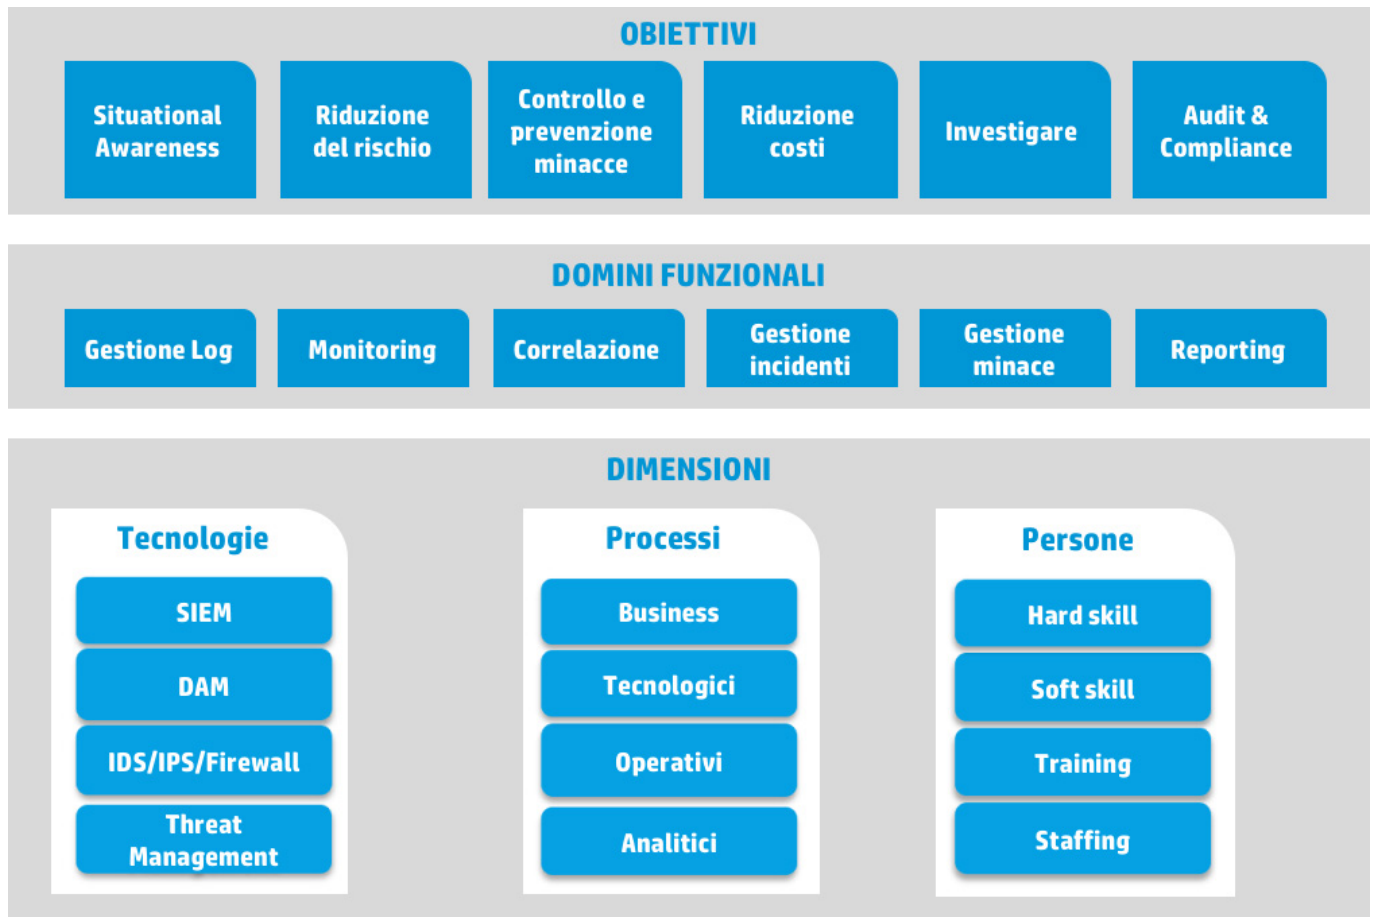 OBIETTIVI
Situational
Awareness
Riduzione
del rischio
Controllo e
prevenzione
minacce
Riduzione
costi
Investigare
Audit &
Compliance
DOMINI FUNZIONALI
Gestione Log
Monitoring
Correlazione
Gestione
incidenti
Gestione
minace
Reporting
DIMENSIONI
Tecnologie
SIEM
DAM
IDS/IPS/Firewall
Threat
Management
Processi
Business
Tecnologici
Operativi
Analitici
Persone
Hard skill
Soft skill
Training
Staffing